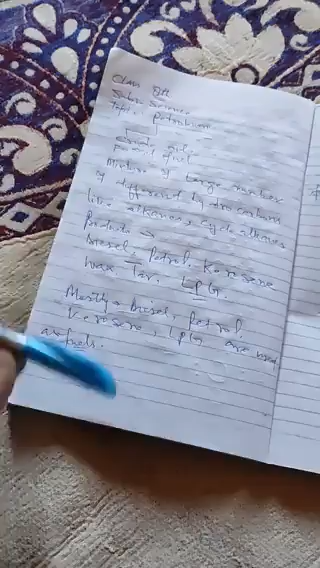 Class 8th
Sub: Science
Topic: Petroleum
Crude oil
fuel
Mixture of large number
of different hydrocarbons
like alkanes, cycloalkanes
Products →
Diesel, Petrol. Kerosene
wax Tar. LPG.
Mostly → Diesel, Petrol.
Kerosene, LPG are used
as fuels.